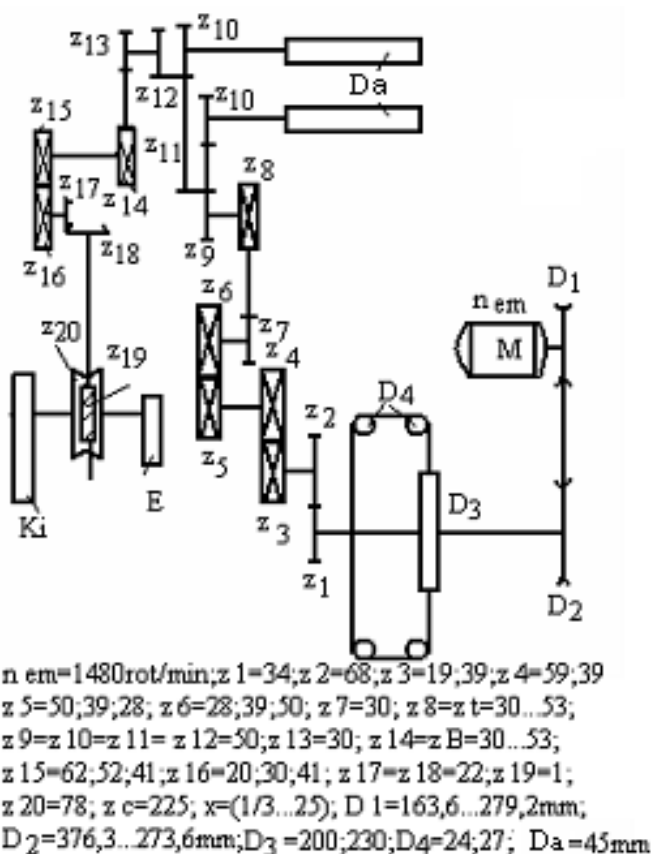 z10
z13
Da
z12
z10
z15
z11
z8
z17
z14
z18
z16
z9
z6
D1
n em
z20
z19
z7
z4
M
D4
z2
E
z5
Ki
z3
D3
z1
D2
n em=1480rot/min;z 1=34;z 2=68;z 3=19;39;z 4=59;39
z 5=50;39;28; z 6=28;39;50; z 7=30; z 8=z t=30...53;
z 9=z 10=z 11= z 12=50;z 13=30; z 14=z B=30...53;
z 15=62;52;41;z 16=20;30;41; z 17=z 18=22;z 19=1;
z 20=78; z c=225; x=(1/3...25); D 1=163,6...279,2mm;
D2=376,3...273,6mm;D3 =200;230;D4=24;27; Da=45mm